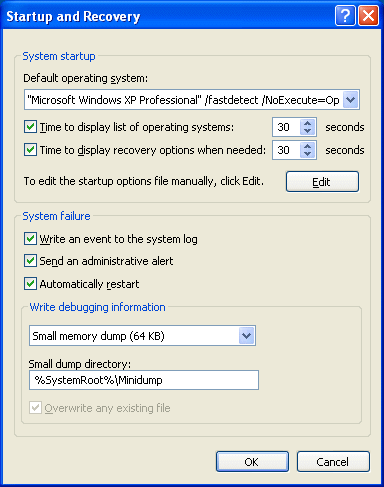 Startup and Recovery
System startup
Default operating system:
"Microsoft Windows XP Professional" /fastdetect /NoExecute=Op
Time to display list of operating systems: 30 seconds
Time to display recovery options when needed: 30 seconds
To edit the startup options file manually, click Edit. Edit
System failure
Write an event to the system log
Send an administrative alert
Automatically restart
Write debugging information
Small memory dump (64 KB)
Small dump directory:
%SystemRoot%\Minidump
Overwrite any existing file
OK Cancel